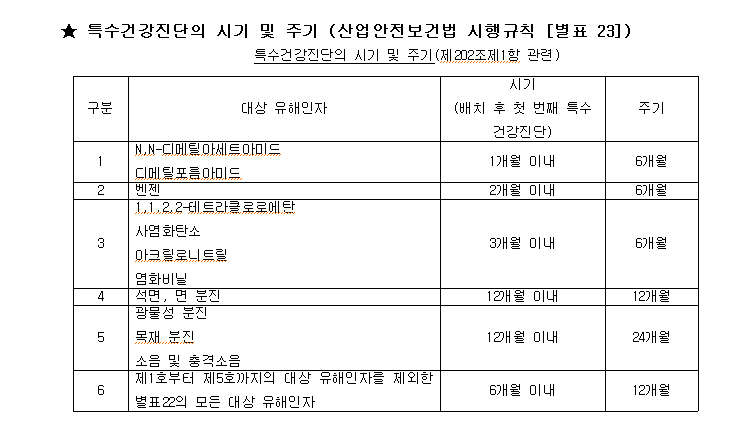 ★ 특수건강진단의 시기 및 주기 (산업안전보건법 시행규칙 [별표 23])
특수건강진단의 시기 및 주기(제202조제1항 관련)
구분 대상 유해인자 시기 (배치 후 첫 번째 특수 건강진단) 주기
1 N,N-디메틸아세트아미드 1개월 이내 6개월
디메틸포름아미드
2 벤젠 2개월 이내 6개월
3 1,1,2,2-테트라클로로에탄 3개월 이내 6개월
사염화탄소
아크릴로니트릴
염화비닐
4 석면, 면 분진 12개월 이내 12개월
5 광물성 분진 12개월 이내 24개월
목재 분진
소음 및 충격소음
6 제1호부터 제5호까지의 대상 유해인자를 제외한 6개월 이내 12개월
별표22의 모든 대상 유해인자